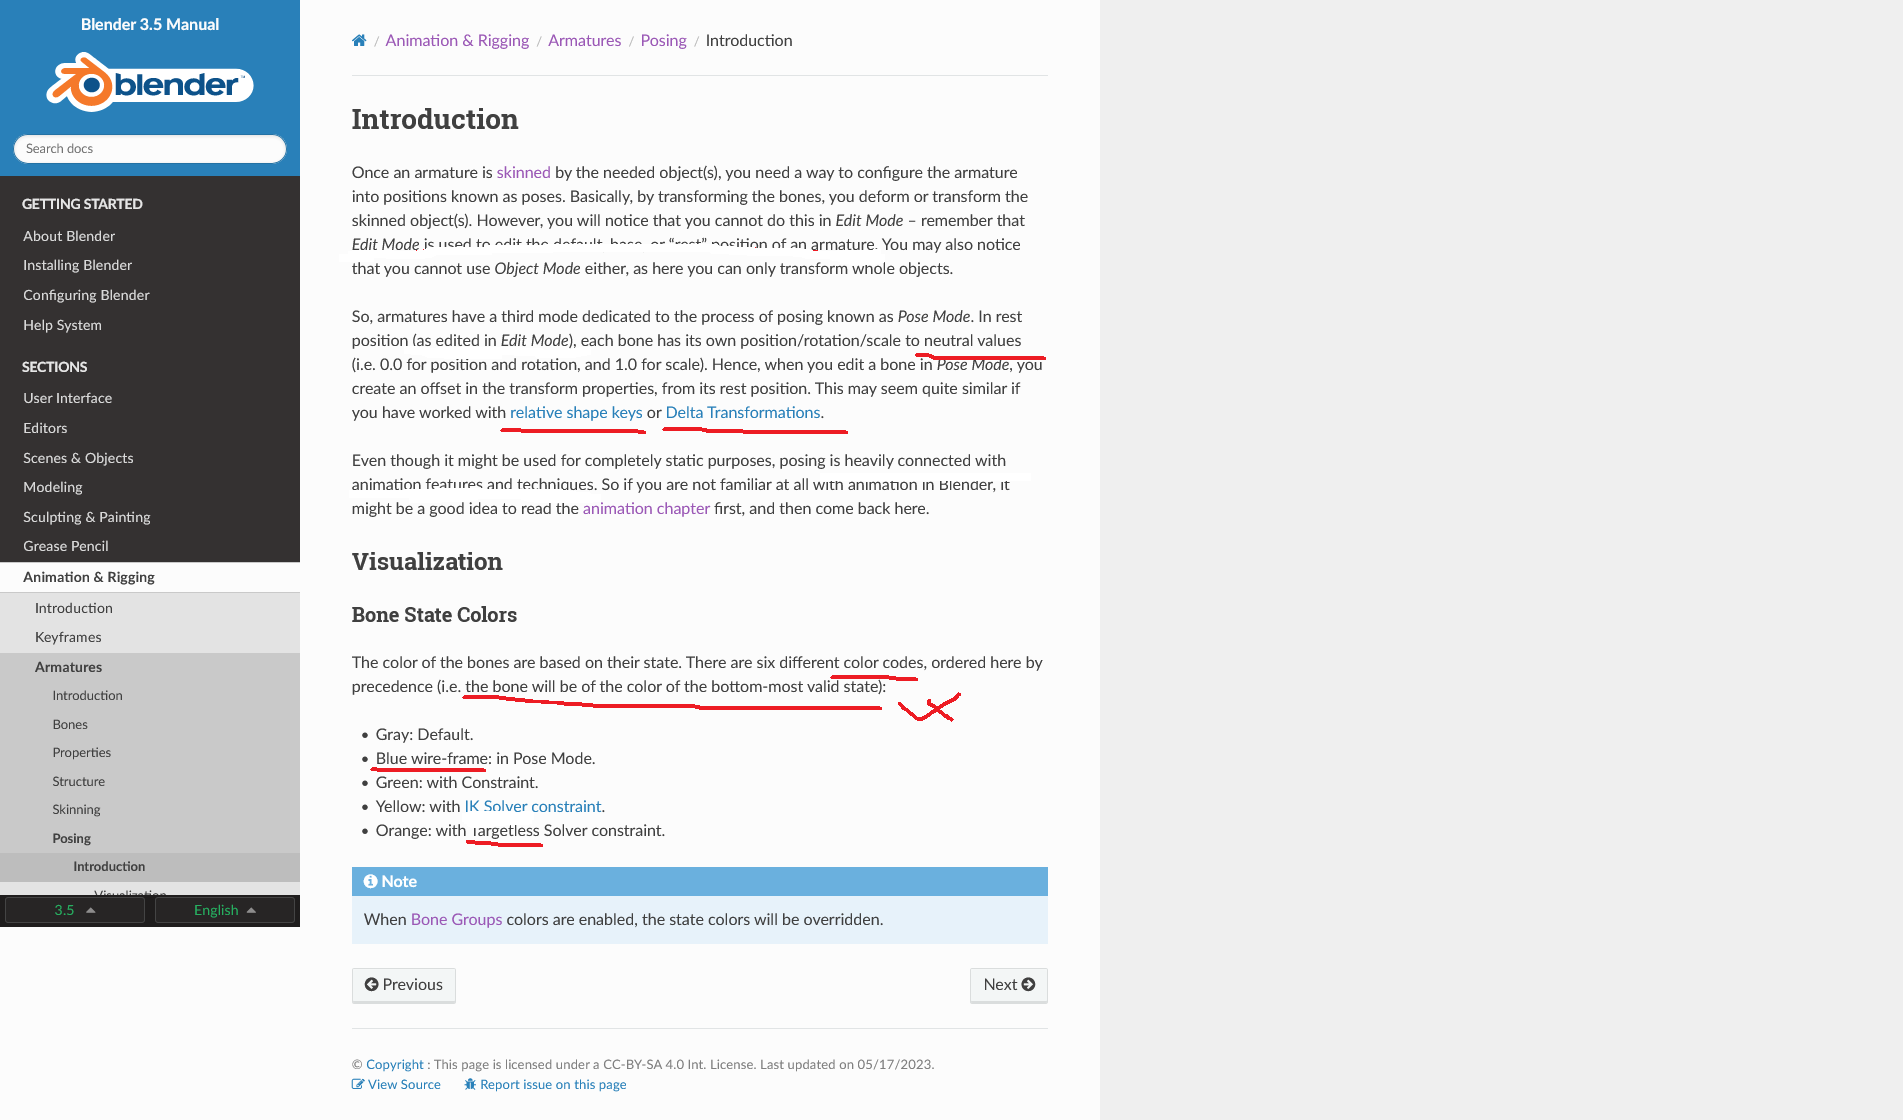 Blender 3.5 Manual
blender™
Search docs
GETTING STARTED
About Blender
Installing Blender
Configuring Blender
Help System
SECTIONS
User Interface
Editors
Scenes & Objects
Modeling
Sculpting & Painting
Grease Pencil
Animation & Rigging
Introduction
Keyframes
Armatures
Introduction
Bones
Properties
Structure
Skinning
Posing
Introduction
Visualization
3.5
English
/ Animation & Rigging / Armatures / Posing / Introduction
Introduction
Once an armature is skinned by the needed object(s), you need a way to configure the armature
into positions known as poses. Basically, by transforming the bones, you deform or transform the
skinned object(s). However, you will notice that you cannot do this in Edit Mode – remember that
Edit Mode is used to edit the default, base, or “rest” position of an armature. You may also notice
that you cannot use Object Mode either, as here you can only transform whole objects.
So, armatures have a third mode dedicated to the process of posing known as Pose Mode. In rest
position (as edited in Edit Mode), each bone has its own position/rotation/scale to neutral values
(i.e. 0.0 for position and rotation, and 1.0 for scale). Hence, when you edit a bone in Pose Mode, you
create an offset in the transform properties, from its rest position. This may seem quite similar if
you have worked with relative shape keys or Delta Transformations.
Even though it might be used for completely static purposes, posing is heavily connected with
animation features and techniques. So if you are not familiar at all with animation in Blender, it
might be a good idea to read the animation chapter first, and then come back here.
Visualization
Bone State Colors
The color of the bones are based on their state. There are six different color codes, ordered here by
precedence (i.e. the bone will be of the color of the bottom-most valid state):
• Gray: Default.
• Blue wire-frame: in Pose Mode.
• Green: with Constraint.
• Yellow: with IK Solver constraint.
• Orange: with Targetless Solver constraint.
Note
When Bone Groups colors are enabled, the state colors will be overridden.
Previous
Next
© Copyright : This page is licensed under a CC-BY-SA 4.0 Int. License. Last updated on 05/17/2023.
View Source
Report issue on this page